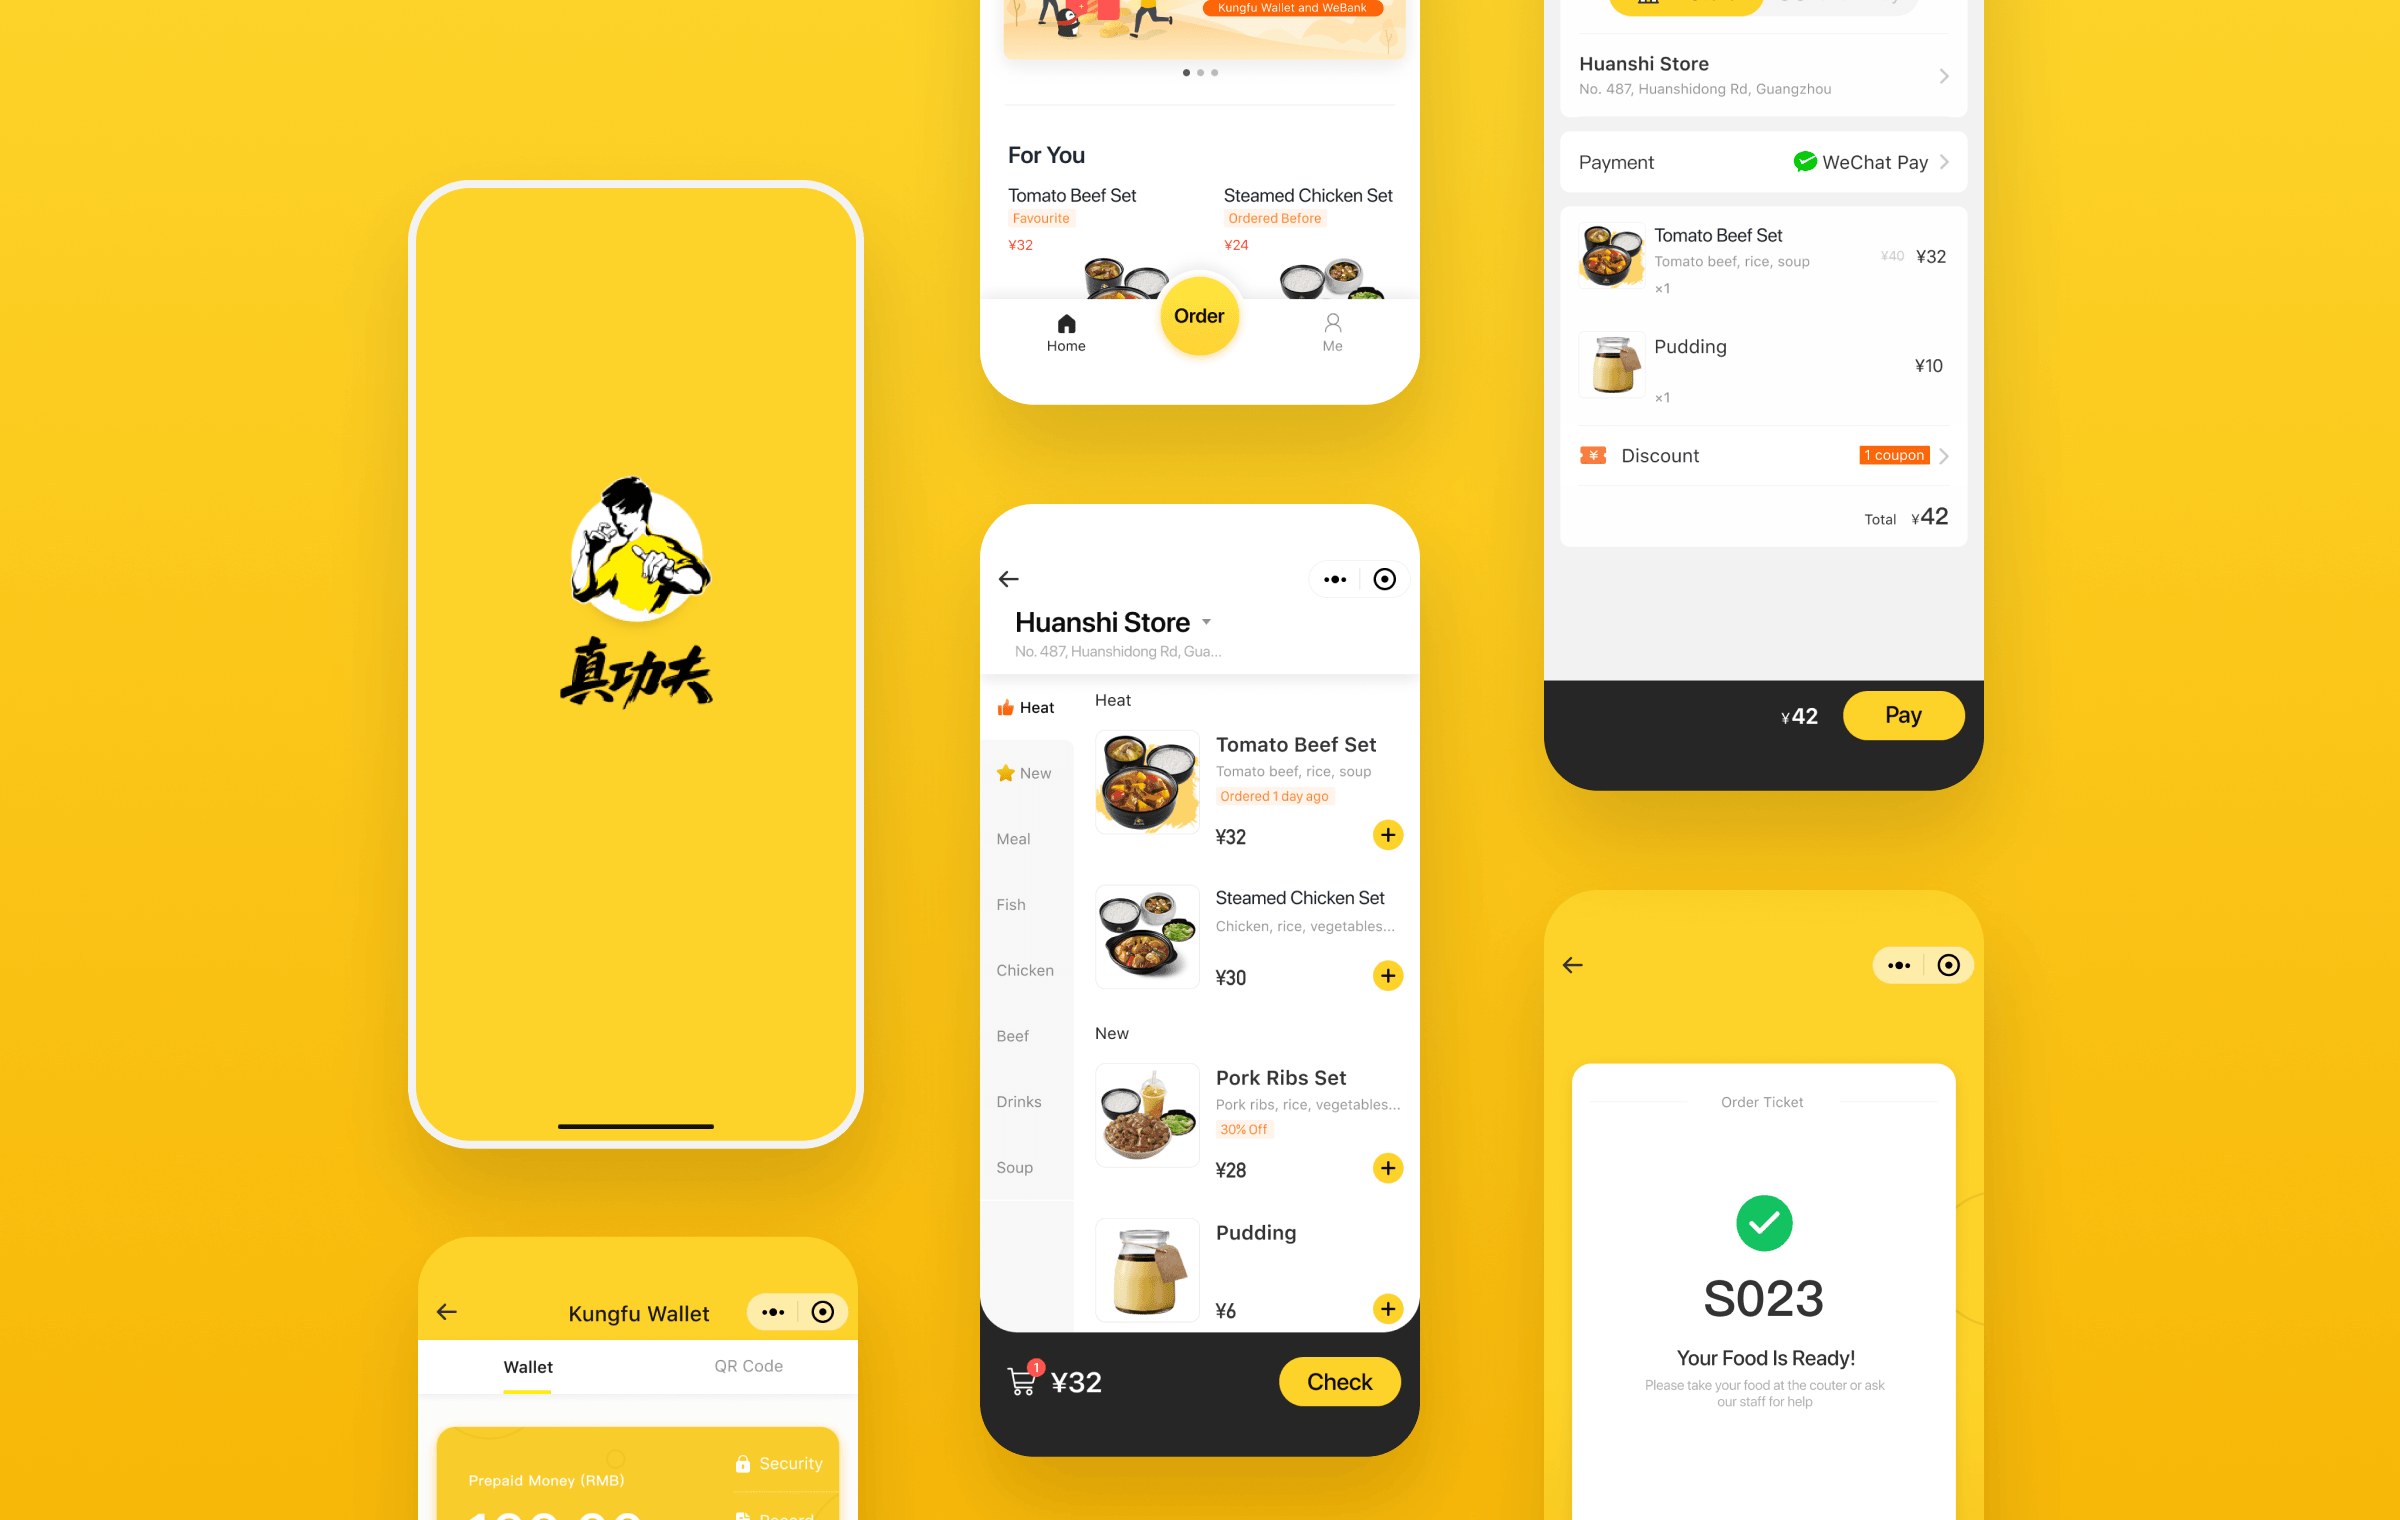 真功夫
Kungfu Wallet
Wallet
QR Code
Prepaid Money (RMB)
Security
Record
Kungfu Wallet and WeBank
For You
Tomato Beef Set
Favourite
¥32
Steamed Chicken Set
Ordered Before
¥24
Home
Order
Me
Huanshi Store
No. 487, Huanshidong Rd, Gua...
Heat
New
Meal
Fish
Chicken
Beef
Drinks
Soup
Heat
Tomato Beef Set
Tomato beef, rice, soup
Ordered 1 day ago
¥32
Steamed Chicken Set
Chicken, rice, vegetables...
¥30
New
Pork Ribs Set
Pork ribs, rice, vegetables...
30% Off
¥28
Pudding
¥6
1
¥32
Check
Huanshi Store
No. 487, Huanshidong Rd, Guangzhou
Payment
WeChat Pay
Tomato Beef Set
Tomato beef, rice, soup
×1
¥40 ¥32
Pudding
×1
¥10
¥ Discount
1 coupon
Total ¥42
¥42
Pay
Order Ticket
S023
Your Food Is Ready!
Please take your food at the couter or ask
our staff for help